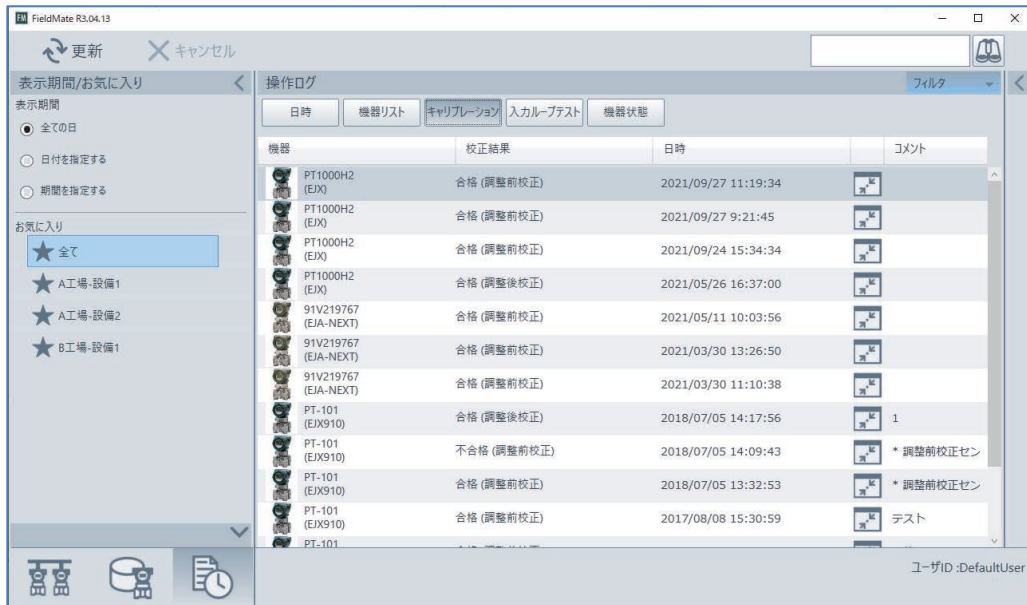 FieldMate R3.04.13
更新 キャンセル
表示期間/お気に入り
表示期間
全ての日
日付を指定する
期間を指定する
お気に入り
全て
A工場-設備1
A工場-設備2
B工場-設備1
操作ログ フィルタ
日時 機器リスト キャリブレーション 入力ループテスト 機器状態
機器 校正結果 日時 コメント
PT1000H2
(EJX) 合格 (調整前校正) 2021/09/27 11:19:34
PT1000H2
(EJX) 合格 (調整前校正) 2021/09/27 9:21:45
PT1000H2
(EJX) 合格 (調整前校正) 2021/09/24 15:34:34
PT1000H2
(EJX) 合格 (調整後校正) 2021/05/26 16:37:00
91V219767
(EJA-NEXT) 合格 (調整前校正) 2021/05/11 10:03:56
91V219767
(EJA-NEXT) 合格 (調整前校正) 2021/03/30 13:26:50
91V219767
(EJA-NEXT) 合格 (調整前校正) 2021/03/30 11:10:38
PT-101
(EJX910) 合格 (調整後校正) 2018/07/05 14:17:56 1
PT-101
(EJX910) 不合格 (調整前校正) 2018/07/05 14:09:43 * 調整前校正セン
PT-101
(EJX910) 合格 (調整前校正) 2018/07/05 13:32:53 * 調整前校正セン
PT-101
(EJX910) 合格 (調整前校正) 2017/08/08 15:30:59 テスト
PT-101
ユーザID :DefaultUser